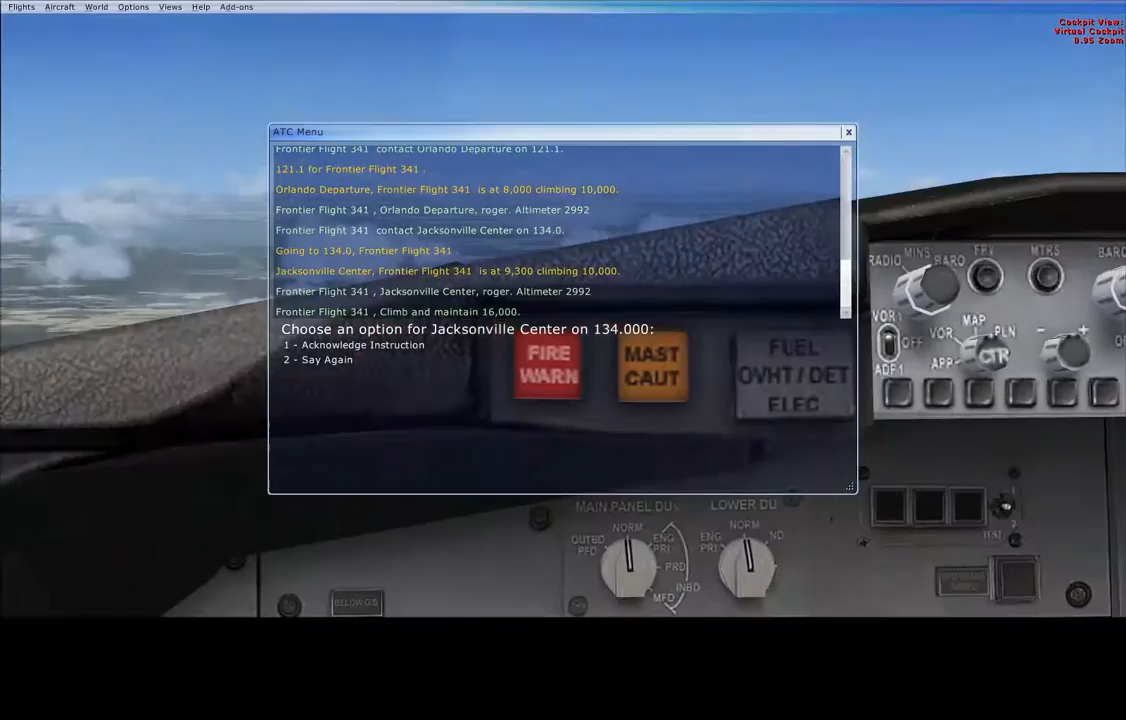 Flights Aircraft World Options Views Help Add-ons
Cockpit View:
Virtual Cockpit
0.95 Zoom
ATC Menu x
Frontier Flight 341 contact Orlando Departure on 121.1.
121.1 for Frontier Flight 341 .
Orlando Departure, Frontier Flight 341 is at 8,000 climbing 10,000.
Frontier Flight 341 , Orlando Departure, roger. Altimeter 2992
Frontier Flight 341 contact Jacksonville Center on 134.0.
Going to 134.0, Frontier Flight 341 .
Jacksonville Center, Frontier Flight 341 is at 9,300 climbing 10,000.
Frontier Flight 341 , Jacksonville Center, roger. Altimeter 2992
Frontier Flight 341 , Climb and maintain 16,000.
Choose an option for Jacksonville Center on 134.000:
1 - Acknowledge Instruction
2 - Say Again
FIRE
WARN
MAST
CAUT
FUEL
OVHT / DET
ELEC
MINS
RADIO BARO
FPV
MTRS
BARO
VOR 1
OFF
ADF 1
MAP
VOR PLN
APP CTR
- +
MAIN PANEL DUs
NORM
OUTBD
PFD
ENG
PRI
PRD
INBD
MFD
LOWER DU
NORM
ENG
PRI
ND
1
2
TEST
BELOW G/S